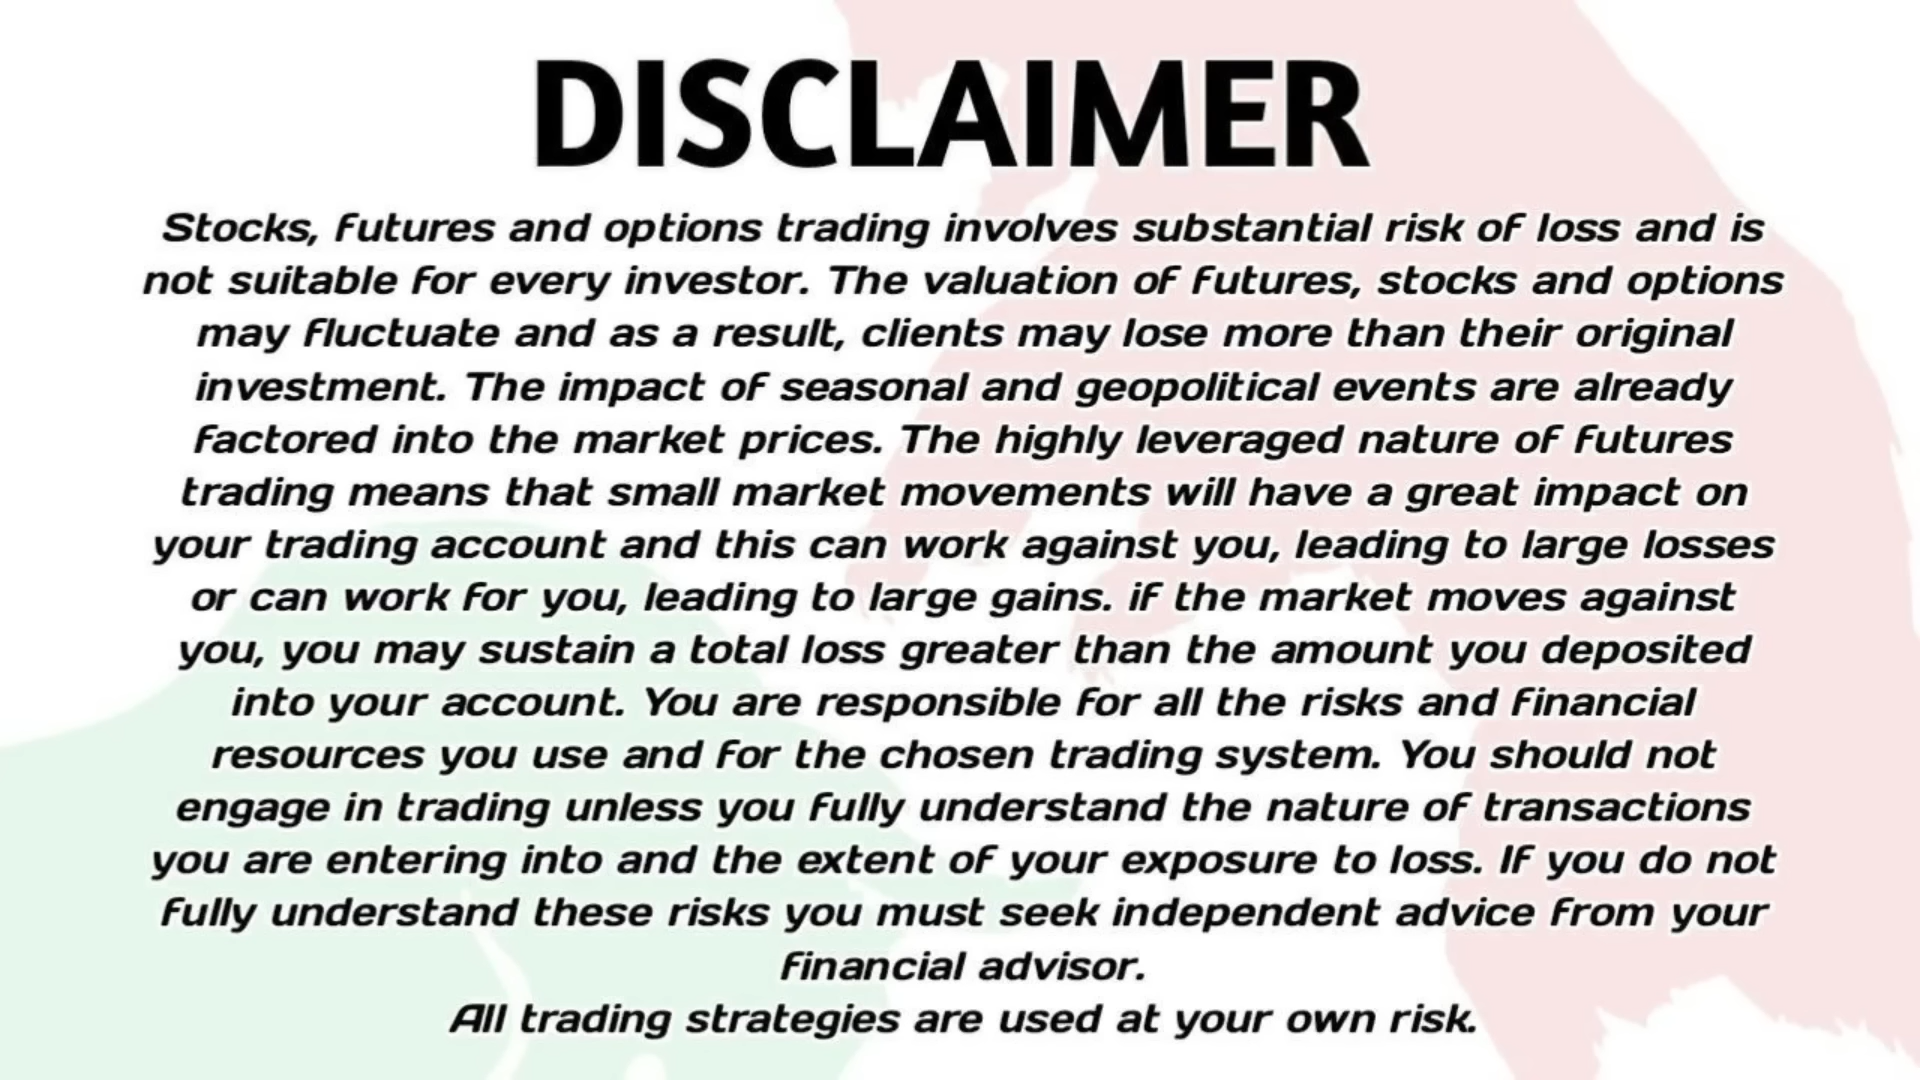 DISCLAIMER
Stocks, futures and options trading involves substantial risk of loss and is
not suitable for every investor. The valuation of futures, stocks and options
may fluctuate and as a result, clients may lose more than their original
investment. The impact of seasonal and geopolitical events are already
factored into the market prices. The highly leveraged nature of futures
trading means that small market movements will have a great impact on
your trading account and this can work against you, leading to large losses
or can work for you, leading to large gains. if the market moves against
you, you may sustain a total loss greater than the amount you deposited
into your account. You are responsible for all the risks and financial
resources you use and for the chosen trading system. You should not
engage in trading unless you fully understand the nature of transactions
you are entering into and the extent of your exposure to loss. If you do not
fully understand these risks you must seek independent advice from your
financial advisor.
All trading strategies are used at your own risk.